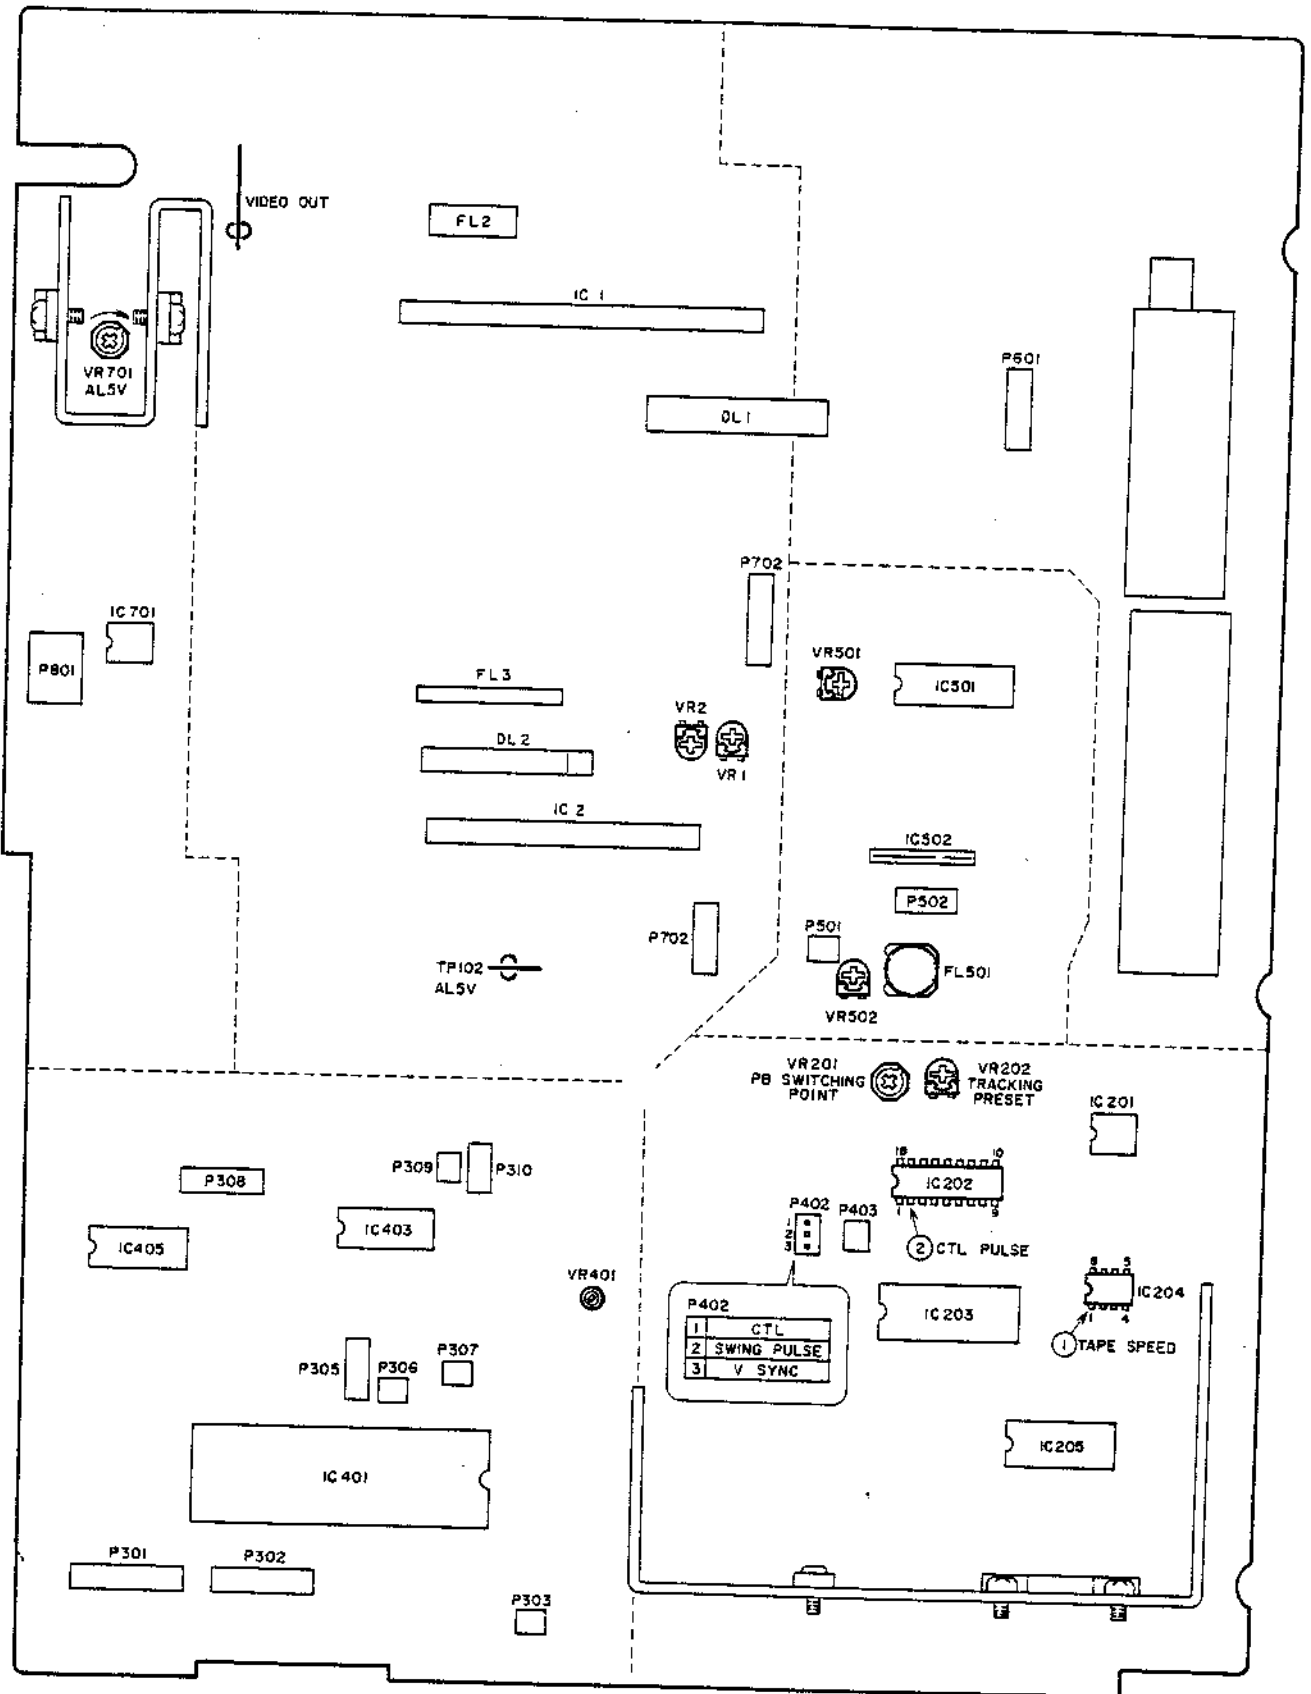 VIDEO OUT
FL2
IC 1
VR701
AL5V
P601
DL1
P702
IC701
P801
VR501
IC501
FL3
VR2
DL2
VR1
IC 2
IC502
P502
P702
P501
TP102
AL5V
FL501
VR502
VR201
PB SWITCHING
POINT
VR202
TRACKING
PRESET
IC201
P309
P310
P308
18
10
IC202
1
9
P402
1
2
3
P403
2 CTL PULSE
IC405
IC403
8
5
IC204
1
4
1 TAPE SPEED
VR401
IC203
P402
1 CTL
2 SWING PULSE
3 V SYNC
P305
P306
P307
IC205
IC401
P301
P302
P303